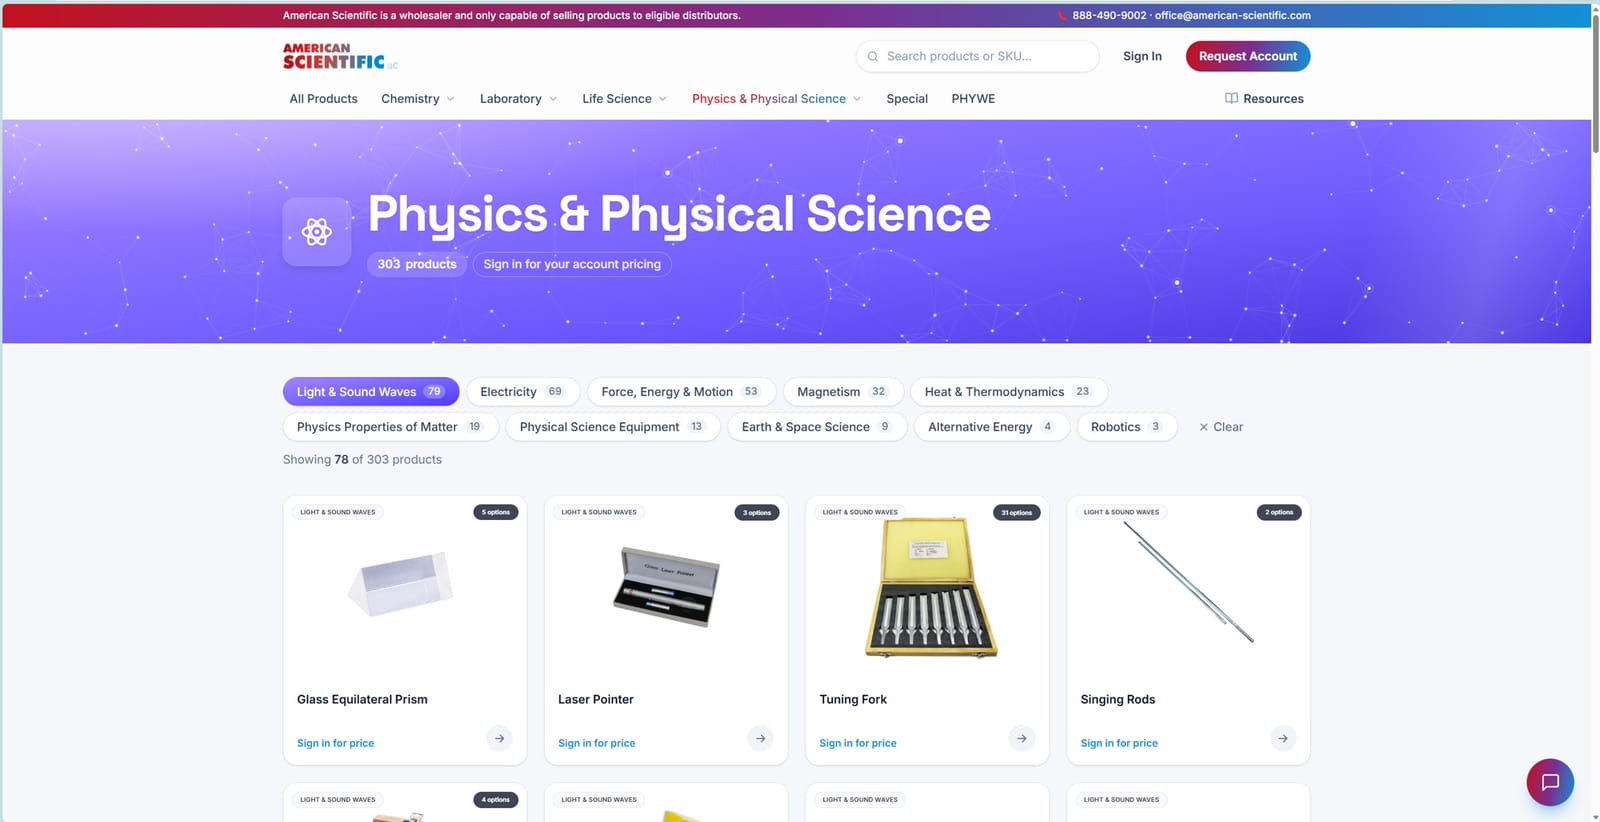 American Scientific is a wholesaler and only capable of selling products to eligible distributors.
888-490-9002 · office@american-scientific.com
AMERICAN
SCIENTIFIC LLC
Search products or SKU...
Sign In
Request Account
All Products
Chemistry
Laboratory
Life Science
Physics & Physical Science
Special
PHYWE
Resources
Physics & Physical Science
303 products
Sign in for your account pricing
Light & Sound Waves 79
Electricity 69
Force, Energy & Motion 53
Magnetism 32
Heat & Thermodynamics 23
Physics Properties of Matter 19
Physical Science Equipment 13
Earth & Space Science 9
Alternative Energy 4
Robotics 3
Clear
Showing 78 of 303 products
LIGHT & SOUND WAVES
5 options
Glass Equilateral Prism
Sign in for price
LIGHT & SOUND WAVES
3 options
Glass Laser Pointer
Laser Pointer
Sign in for price
LIGHT & SOUND WAVES
31 options
Tuning Fork
Sign in for price
LIGHT & SOUND WAVES
2 options
Singing Rods
Sign in for price
LIGHT & SOUND WAVES
4 options
LIGHT & SOUND WAVES
LIGHT & SOUND WAVES
LIGHT & SOUND WAVES